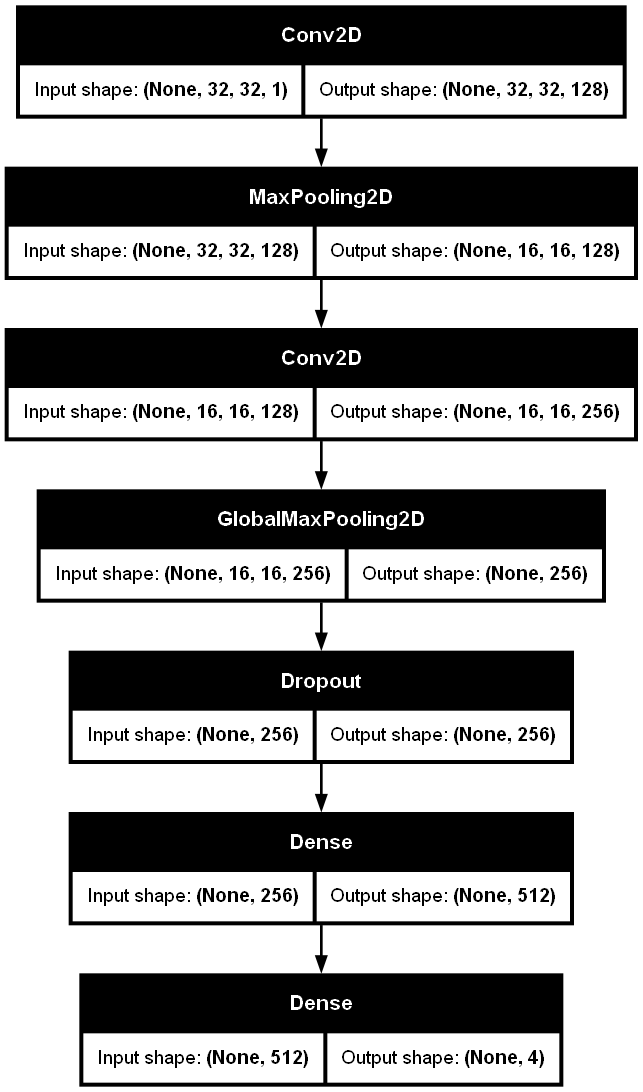 Conv2D
Input shape: (None, 32, 32, 1) Output shape: (None, 32, 32, 128)
MaxPooling2D
Input shape: (None, 32, 32, 128) Output shape: (None, 16, 16, 128)
Conv2D
Input shape: (None, 16, 16, 128) Output shape: (None, 16, 16, 256)
GlobalMaxPooling2D
Input shape: (None, 16, 16, 256) Output shape: (None, 256)
Dropout
Input shape: (None, 256) Output shape: (None, 256)
Dense
Input shape: (None, 256) Output shape: (None, 512)
Dense
Input shape: (None, 512) Output shape: (None, 4)